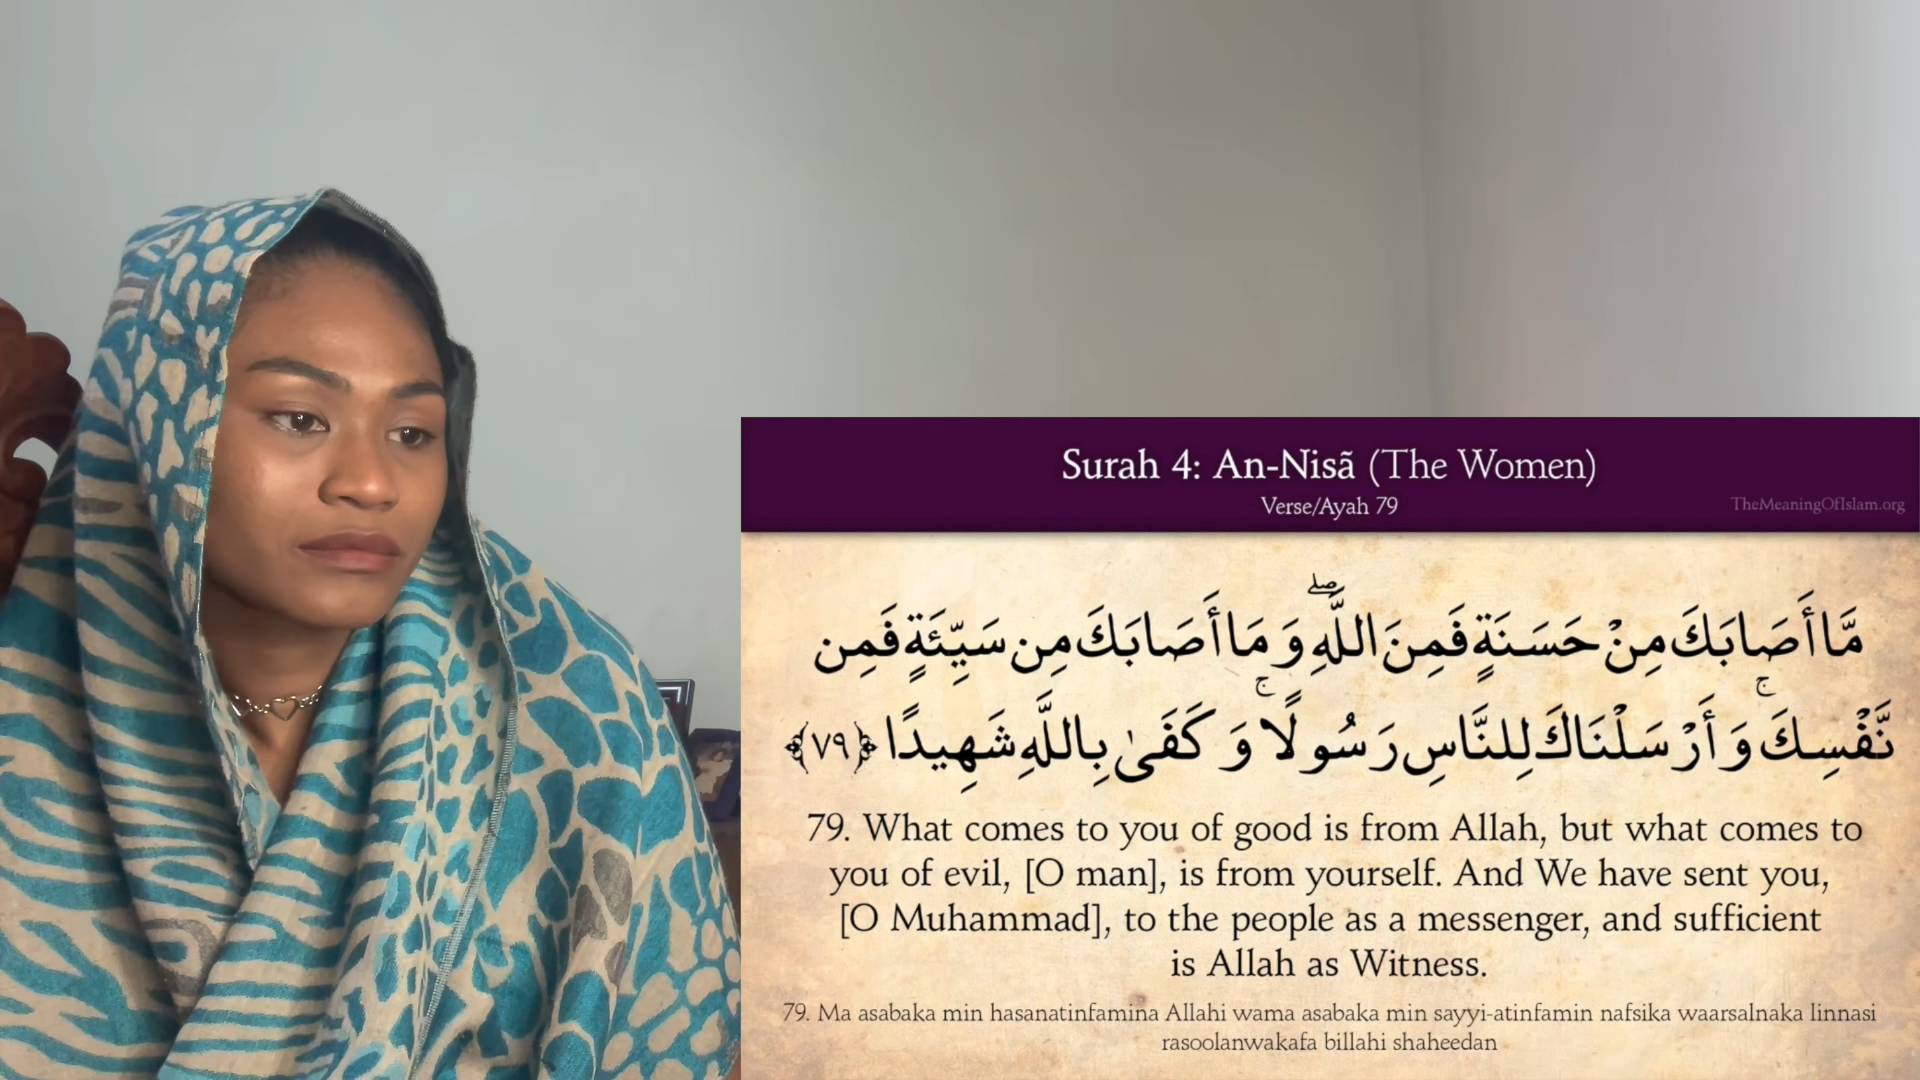 Surah 4: An-Nisã (The Women)
Verse/Ayah 79
TheMeaningOfIslam.org
مَّا أَصَابَكَ مِنْ حَسَنَةٍ فَمِنَ اللَّهِ ۖ وَمَا أَصَابَكَ مِن سَيِّئَةٍ فَمِن
نَّفْسِكَ ۚ وَأَرْسَلْنَاكَ لِلنَّاسِ رَسُولًا ۚ وَكَفَىٰ بِاللَّهِ شَهِيدًا ﴿٧٩﴾
79. What comes to you of good is from Allah, but what comes to
you of evil, [O man], is from yourself. And We have sent you,
[O Muhammad], to the people as a messenger, and sufficient
is Allah as Witness.
79. Ma asabaka min hasanatinfamina Allahi wama asabaka min sayyi-atinfamin nafsika waarsalnaka linnasi
rasoolanwakafa billahi shaheedan